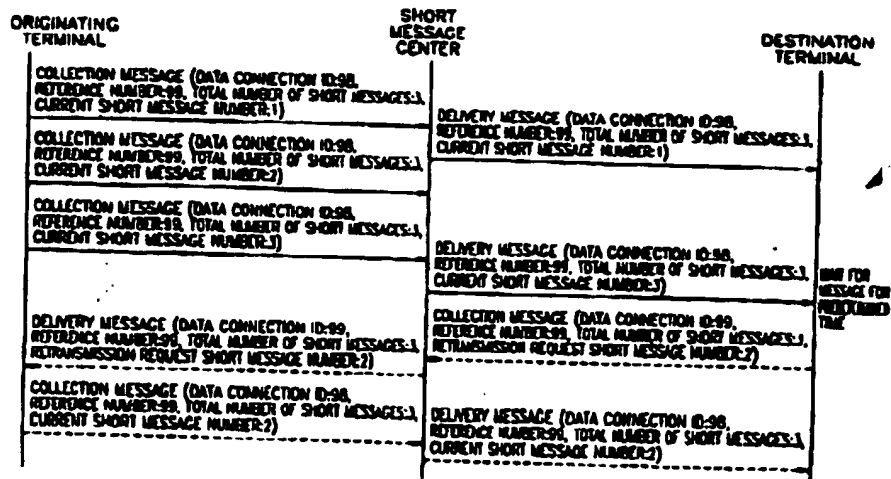 ORIGINATING
TERMINAL
SHORT
MESSAGE
CENTER
DESTINATION
TERMINAL
COLLECTION MESSAGE (DATA CONNECTION ID:98,
REFERENCE NUMBER:99, TOTAL NUMBER OF SHORT MESSAGES:3,
CURRENT SHORT MESSAGE NUMBER:1)
DELIVERY MESSAGE (DATA CONNECTION ID:98,
REFERENCE NUMBER:99, TOTAL NUMBER OF SHORT MESSAGES:3,
CURRENT SHORT MESSAGE NUMBER:1)
COLLECTION MESSAGE (DATA CONNECTION ID:98,
REFERENCE NUMBER:99, TOTAL NUMBER OF SHORT MESSAGES:3,
CURRENT SHORT MESSAGE NUMBER:2)
COLLECTION MESSAGE (DATA CONNECTION ID:98,
REFERENCE NUMBER:99, TOTAL NUMBER OF SHORT MESSAGES:3,
CURRENT SHORT MESSAGE NUMBER:3)
DELIVERY MESSAGE (DATA CONNECTION ID:98,
REFERENCE NUMBER:99, TOTAL NUMBER OF SHORT MESSAGES:3,
CURRENT SHORT MESSAGE NUMBER:3)
WAIT FOR
MESSAGE FOR
PREDETERMINED
TIME
COLLECTION MESSAGE (DATA CONNECTION ID:99,
REFERENCE NUMBER:99, TOTAL NUMBER OF SHORT MESSAGES:1,
RETRANSMISSION REQUEST SHORT MESSAGE NUMBER:2)
DELIVERY MESSAGE (DATA CONNECTION ID:99,
REFERENCE NUMBER:99, TOTAL NUMBER OF SHORT MESSAGES:1,
RETRANSMISSION REQUEST SHORT MESSAGE NUMBER:2)
COLLECTION MESSAGE (DATA CONNECTION ID:98,
REFERENCE NUMBER:99, TOTAL NUMBER OF SHORT MESSAGES:3,
CURRENT SHORT MESSAGE NUMBER:2)
DELIVERY MESSAGE (DATA CONNECTION ID:98,
REFERENCE NUMBER:99, TOTAL NUMBER OF SHORT MESSAGES:3,
CURRENT SHORT MESSAGE NUMBER:2)